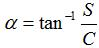 α = tan⁻¹ S/C